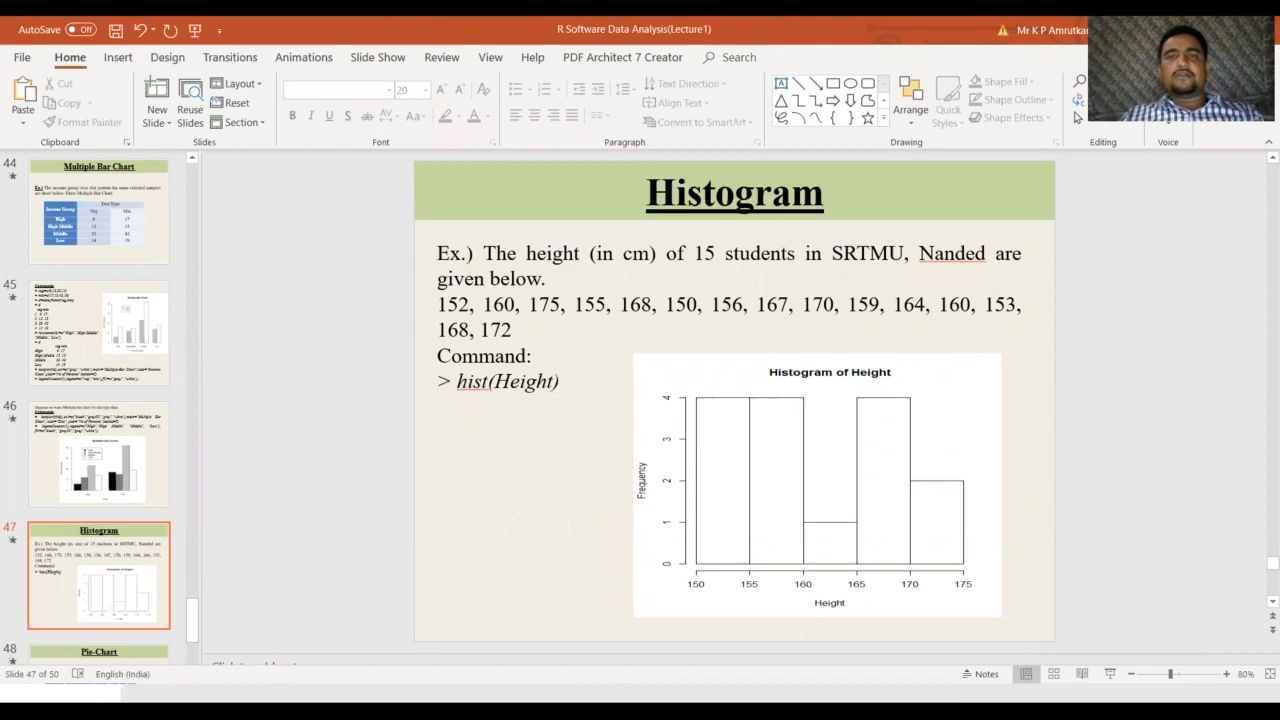 AutoSave Off R Software Data Analysis(Lecture1) Mr K P Amrutkar
File Home Insert Design Transitions Animations Slide Show Review View Help PDF Architect 7 Creator Search
Paste Cut Copy Format Painter
New Slide Reuse Slides Layout Reset Section
20
B I U S ab AV Aa A
Text Direction Align Text Convert to SmartArt
Arrange Quick Styles Shape Fill Shape Outline Shape Effects
Clipboard Slides Font Paragraph Drawing Editing Voice
44
Multiple Bar Chart
45
46
47
Histogram
48
Pie-Chart
Histogram
Ex.) The height (in cm) of 15 students in SRTMU, Nanded are
given below.
152, 160, 175, 155, 168, 150, 156, 167, 170, 159, 164, 160, 153,
168, 172
Command:
> hist(Height)
Histogram of Height
Frequency
4
3
2
1
0
150 155 160 165 170 175
Height
Slide 47 of 50 English (India) Notes 80%